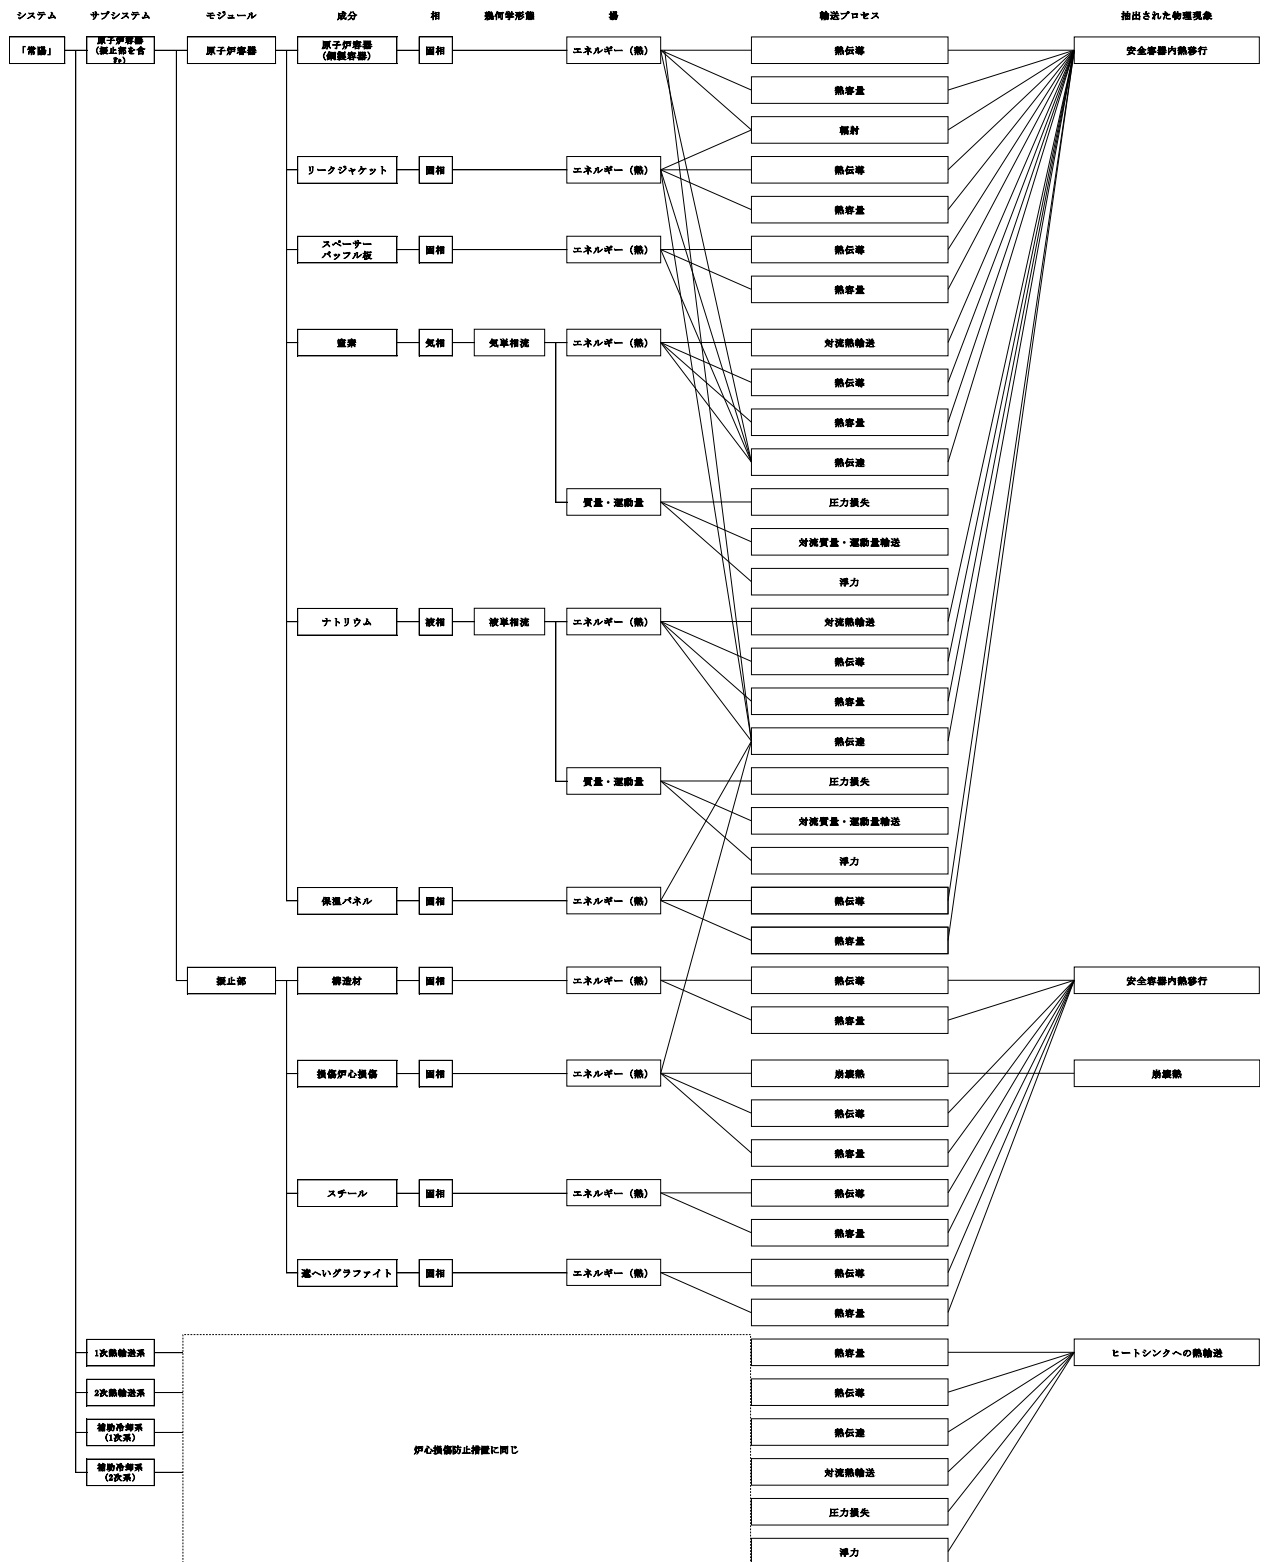 システム サブシステム モジュール 成分 相 幾何学形態 場 輸送プロセス 抽出された物理現象
「常陽」 原子炉容器 原子炉容器 原子炉容器 固相 エネルギー（熱） 熱伝導 安全容器内熱移行
(振止部を含
(鋼製容器)
熱容量
輻射
リークジャケット 固相 エネルギー（熱） 熱伝導
熱容量
スペーサー
バッフル板 固相 エネルギー（熱） 熱伝導
熱容量
窒素 気相 気単相流 エネルギー（熱） 対流熱輸送
熱伝導
熱容量
熱伝達
質量・運動量 圧力損失
対流質量・運動量輸送
浮力
ナトリウム 液相 液単相流 エネルギー（熱） 対流熱輸送
熱伝導
熱容量
熱伝達
質量・運動量 圧力損失
対流質量・運動量輸送
浮力
保温パネル 固相 エネルギー（熱） 熱伝導
熱容量
振止部 構造材 固相 エネルギー（熱） 熱伝導 安全容器内熱移行
熱容量
損傷炉心損傷 固相 エネルギー（熱） 崩壊熱 崩壊熱
熱伝導
熱容量
スチール 固相 エネルギー（熱） 熱伝導
熱容量
遮へいグラファイト 固相 エネルギー（熱） 熱伝導
熱容量
1次熱輸送系 熱容量 ヒートシンクへの熱輸送
2次熱輸送系 熱伝導
補助冷却系
(1次系) 熱伝達
炉心損傷防止措置に同じ
補助冷却系
(2次系) 対流熱輸送
圧力損失
浮力